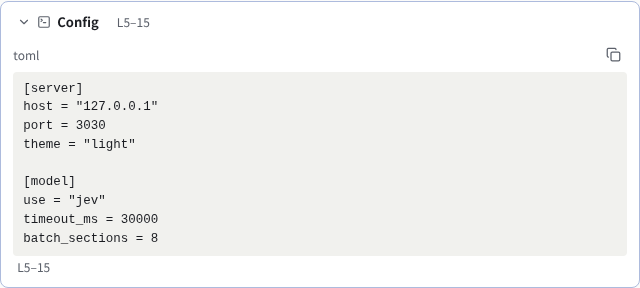 Config L5–15
toml
[server]
host = "127.0.0.1"
port = 3030
theme = "light"

[model]
use = "jev"
timeout_ms = 30000
batch_sections = 8
L5–15